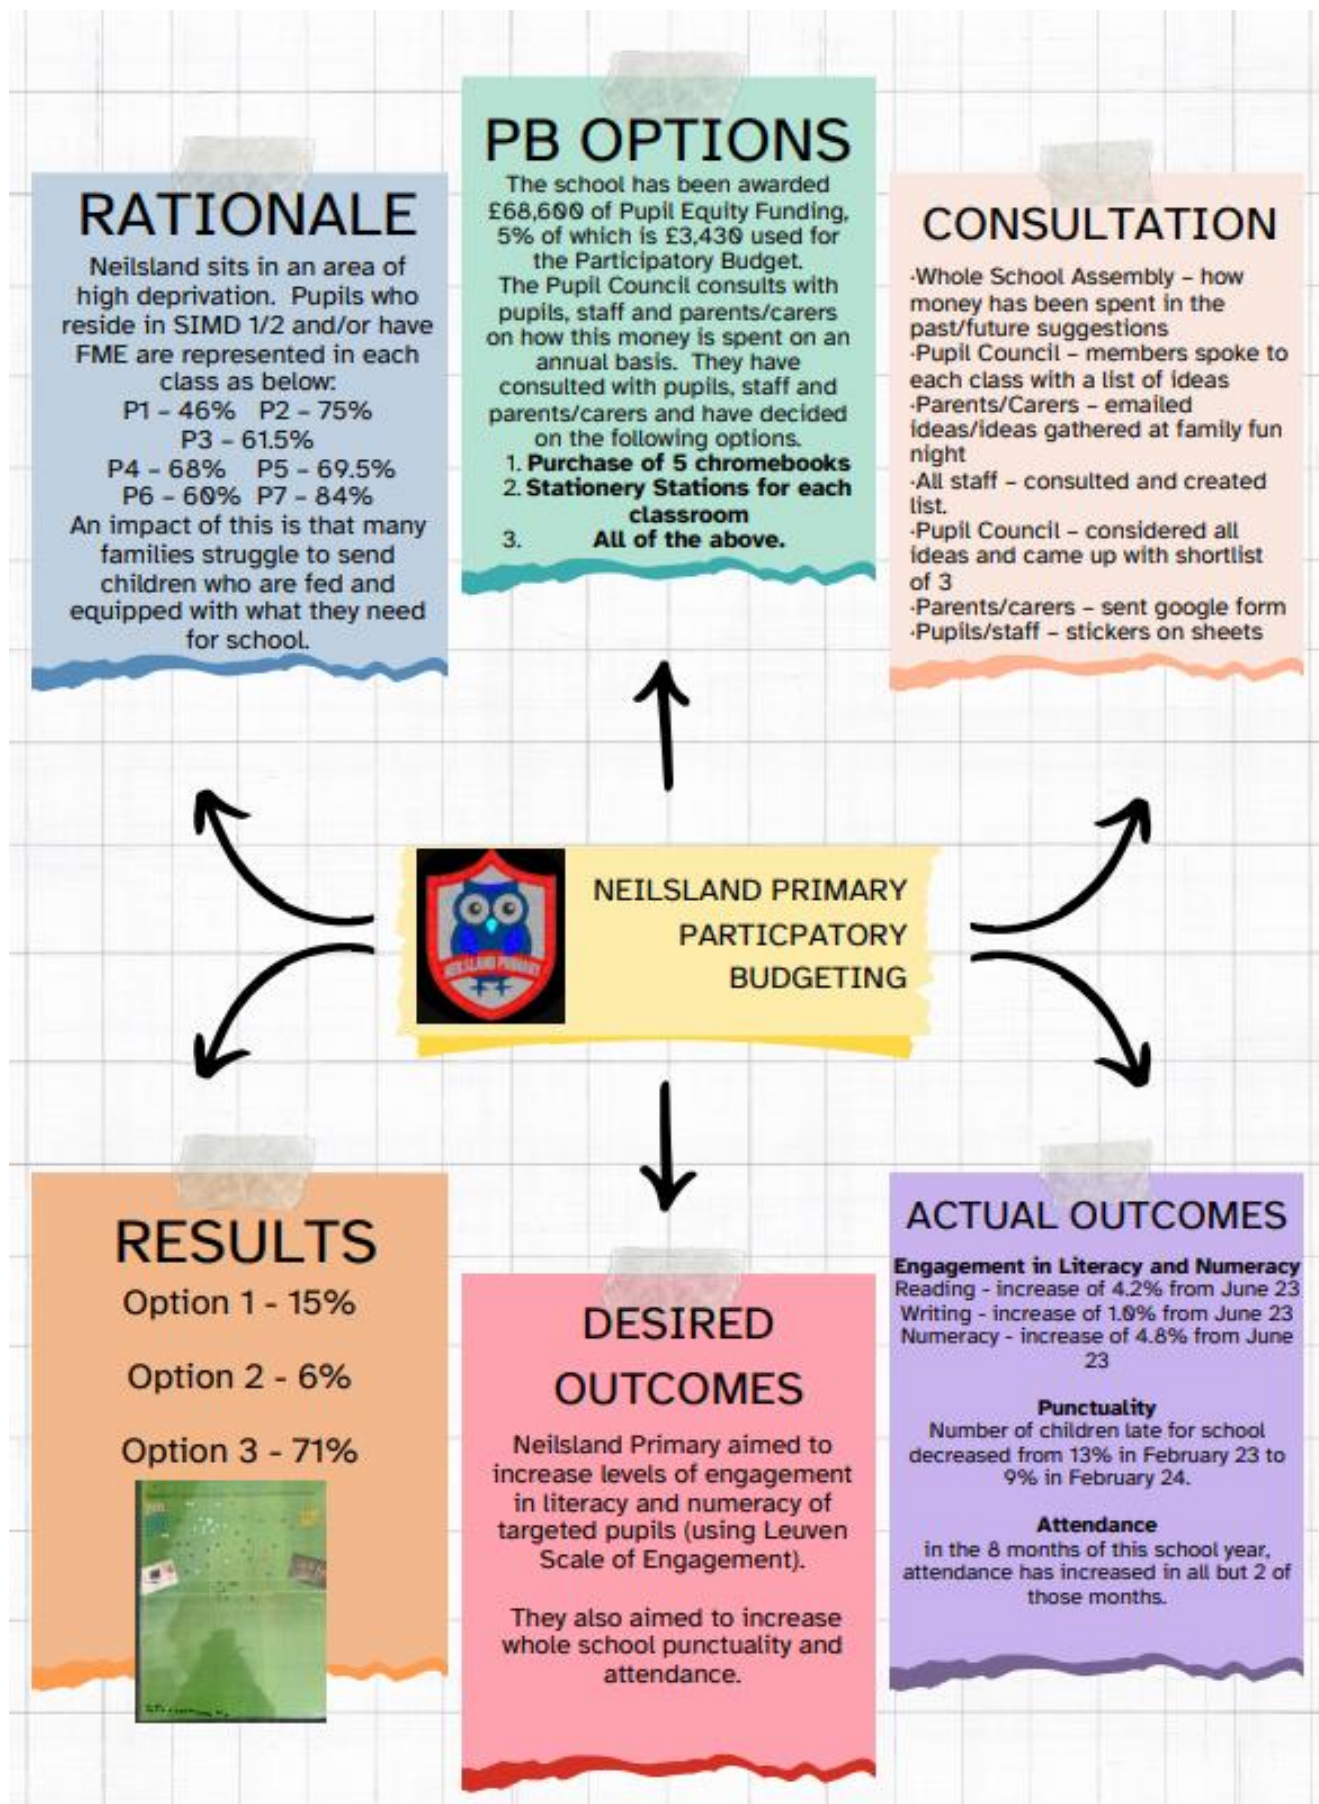 RATIONALE
Neilsland sits in an area of
high deprivation. Pupils who
reside in SIMD 1/2 and/or have
FME are represented in each
class as below:
P1 – 46% P2 – 75%
P3 – 61.5%
P4 – 68% P5 – 69.5%
P6 – 60% P7 – 84%
An impact of this is that many
families struggle to send
children who are fed and
equipped with what they need
for school.
PB OPTIONS
The school has been awarded
£68,600 of Pupil Equity Funding,
5% of which is £3,430 used for
the Participatory Budget.
The Pupil Council consults with
pupils, staff and parents/carers
on how this money is spent on an
annual basis. They have
consulted with pupils, staff and
parents/carers and have decided
on the following options.
1. Purchase of 5 chromebooks
2. Stationery Stations for each
classroom
3. All of the above.
CONSULTATION
·Whole School Assembly – how
money has been spent in the
past/future suggestions
·Pupil Council – members spoke to
each class with a list of ideas
·Parents/Carers – emailed
ideas/ideas gathered at family fun
night
·All staff – consulted and created
list.
·Pupil Council – considered all
ideas and came up with shortlist
of 3
·Parents/carers – sent google form
·Pupils/staff – stickers on sheets
NEILSLAND PRIMARY
NEILSLAND PRIMARY
PARTICPATORY
BUDGETING
RESULTS
Option 1 - 15%
Option 2 - 6%
Option 3 - 71%
DESIRED
OUTCOMES
Neilsland Primary aimed to
increase levels of engagement
in literacy and numeracy of
targeted pupils (using Leuven
Scale of Engagement).
They also aimed to increase
whole school punctuality and
attendance.
ACTUAL OUTCOMES
Engagement in Literacy and Numeracy
Reading - increase of 4.2% from June 23
Writing - increase of 1.0% from June 23
Numeracy - increase of 4.8% from June
23
Punctuality
Number of children late for school
decreased from 13% in February 23 to
9% in February 24.
Attendance
in the 8 months of this school year,
attendance has increased in all but 2 of
those months.